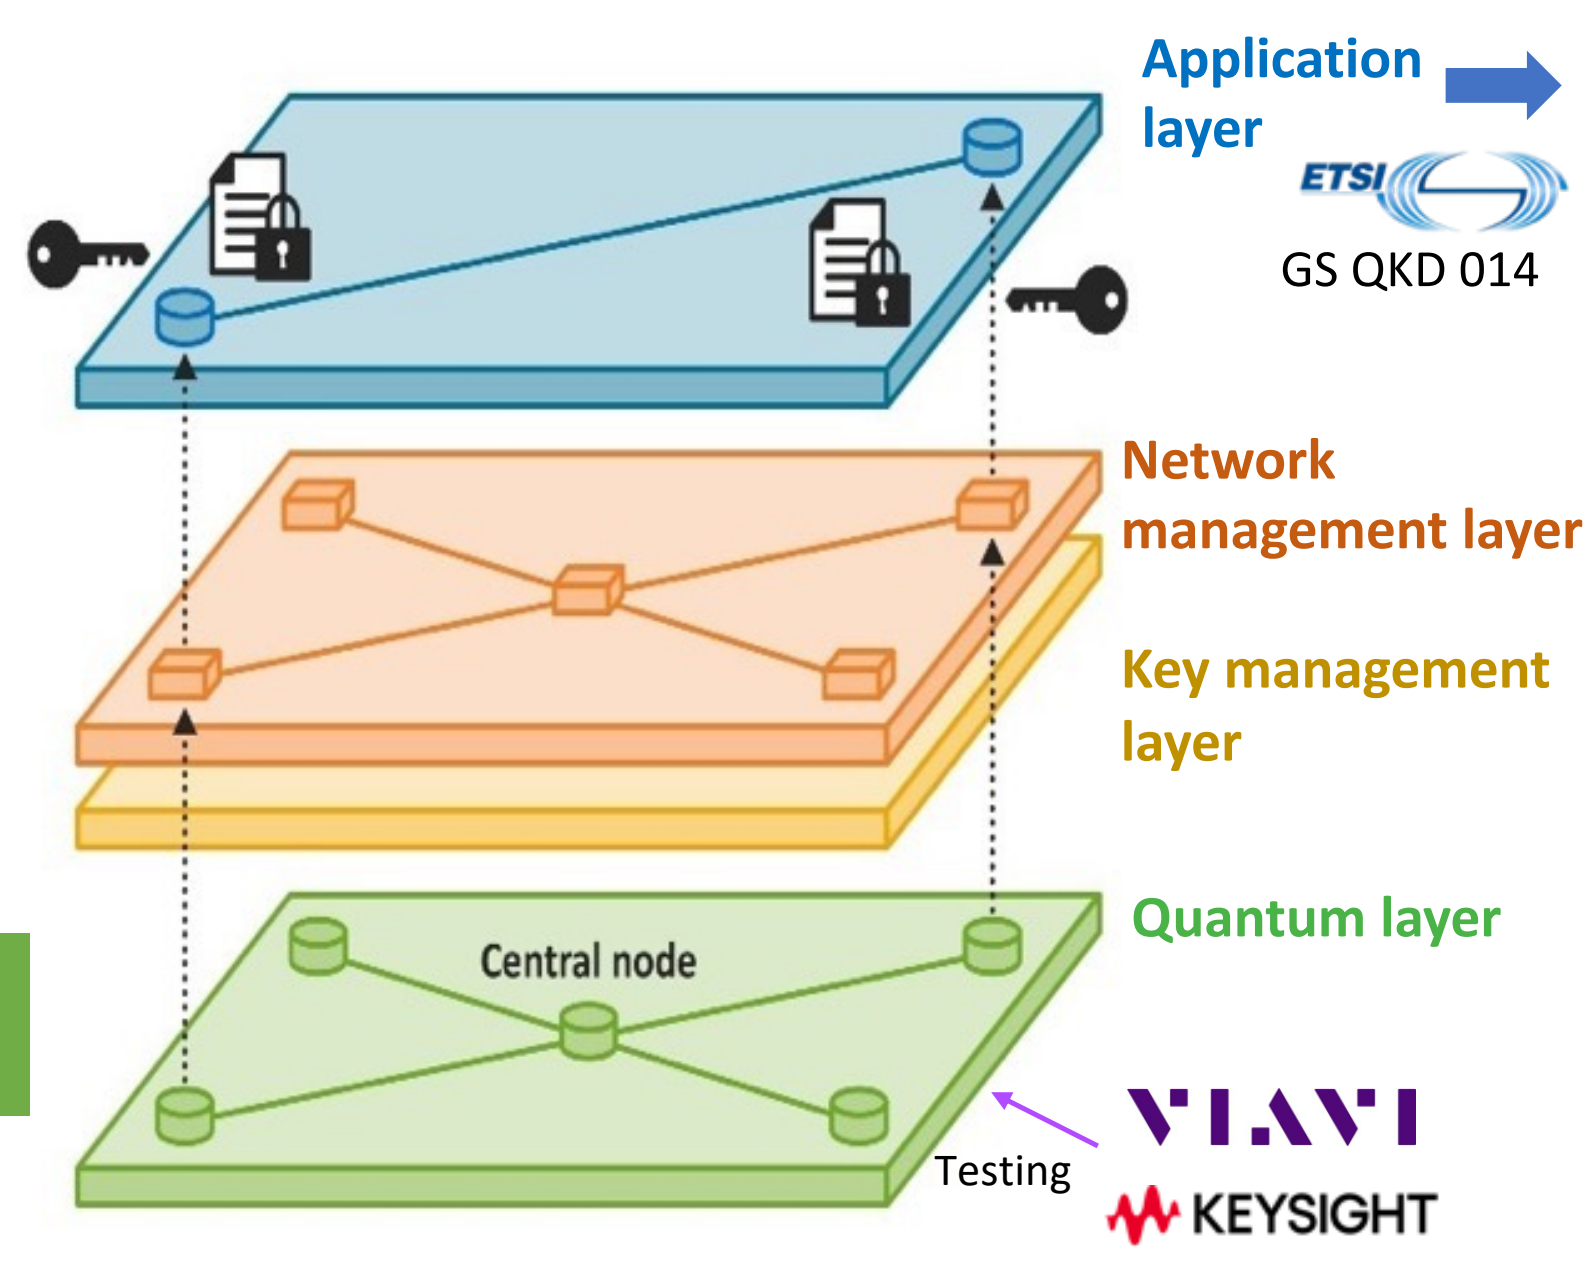 Application
layer
ETSI
GS QKD 014
Network
management layer
Key management
layer
Quantum layer
Central node
VIAVI
Testing
KEYSIGHT